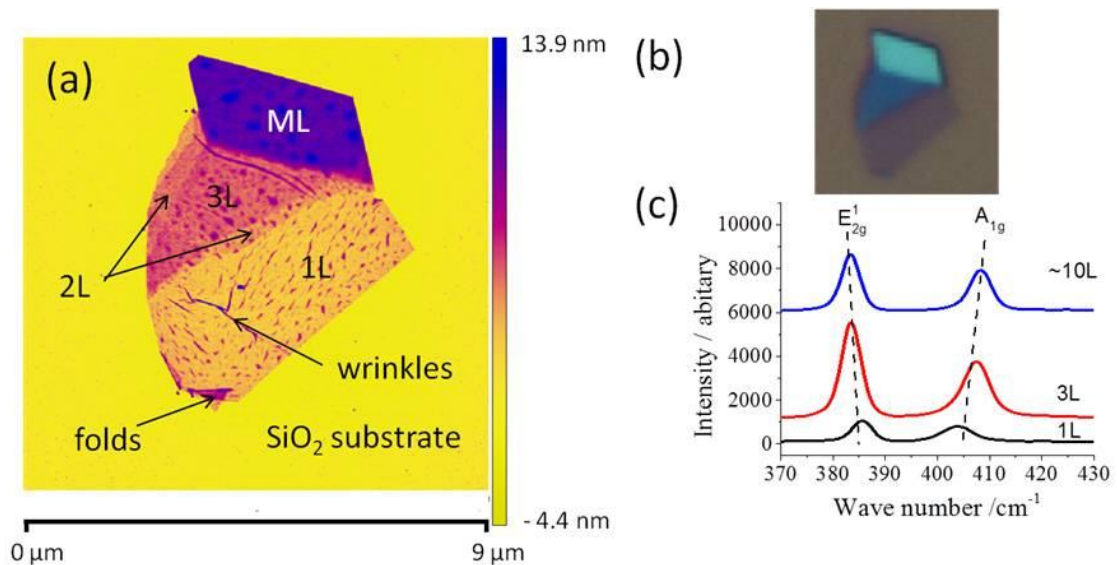 (a)
ML
3L
2L
1L
wrinkles
folds
SiO₂ substrate
13.9 nm
- 4.4 nm
0 µm
9 µm
(b)
(c)
E¹₂g
A₁g
10000
8000
6000
4000
2000
0
~10L
3L
1L
Intensity / abitary
370 380 390 400 410 420 430
Wave number /cm⁻¹